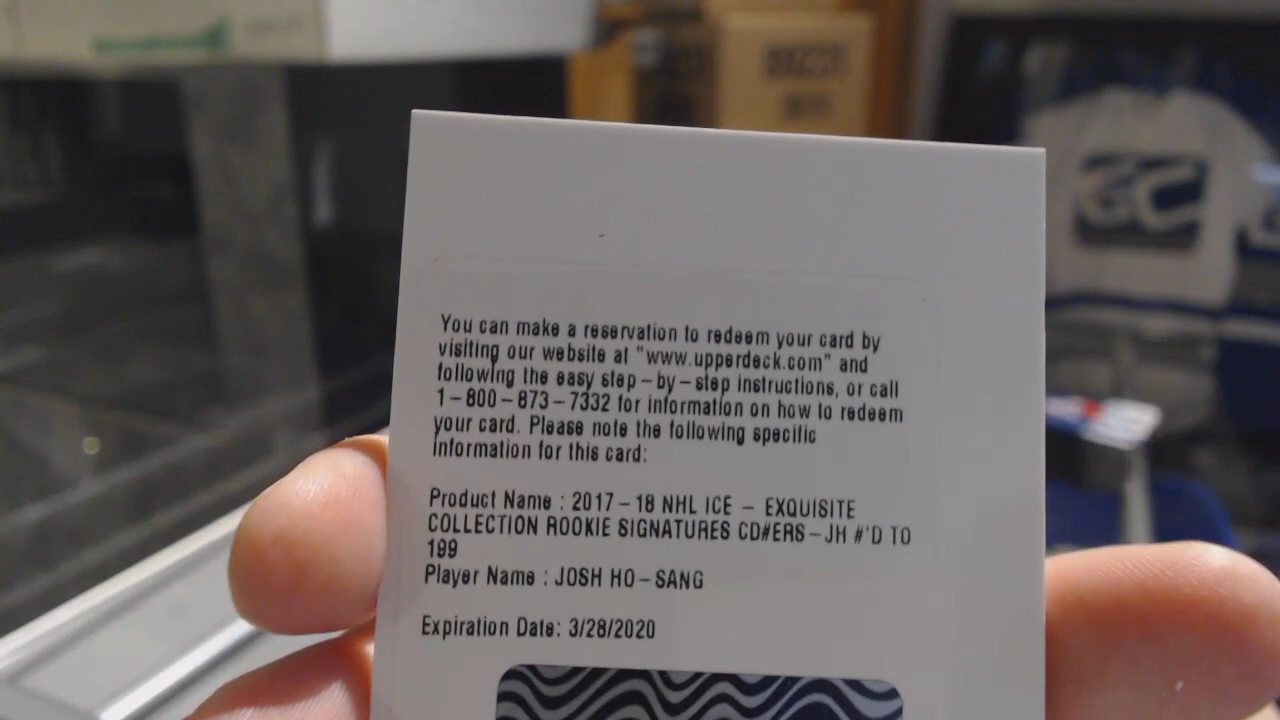 You can make a reservation to redeem your card by
visiting our website at "www.upperdeck.com" and
following the easy step-by-step instructions, or call
1-800-873-7332 for information on how to redeem
your card. Please note the following specific
information for this card:
Product Name : 2017-18 NHL ICE - EXQUISITE
COLLECTION ROOKIE SIGNATURES CD#ERS-JH #'D TO
199
Player Name : JOSH HO-SANG
Expiration Date: 3/28/2020